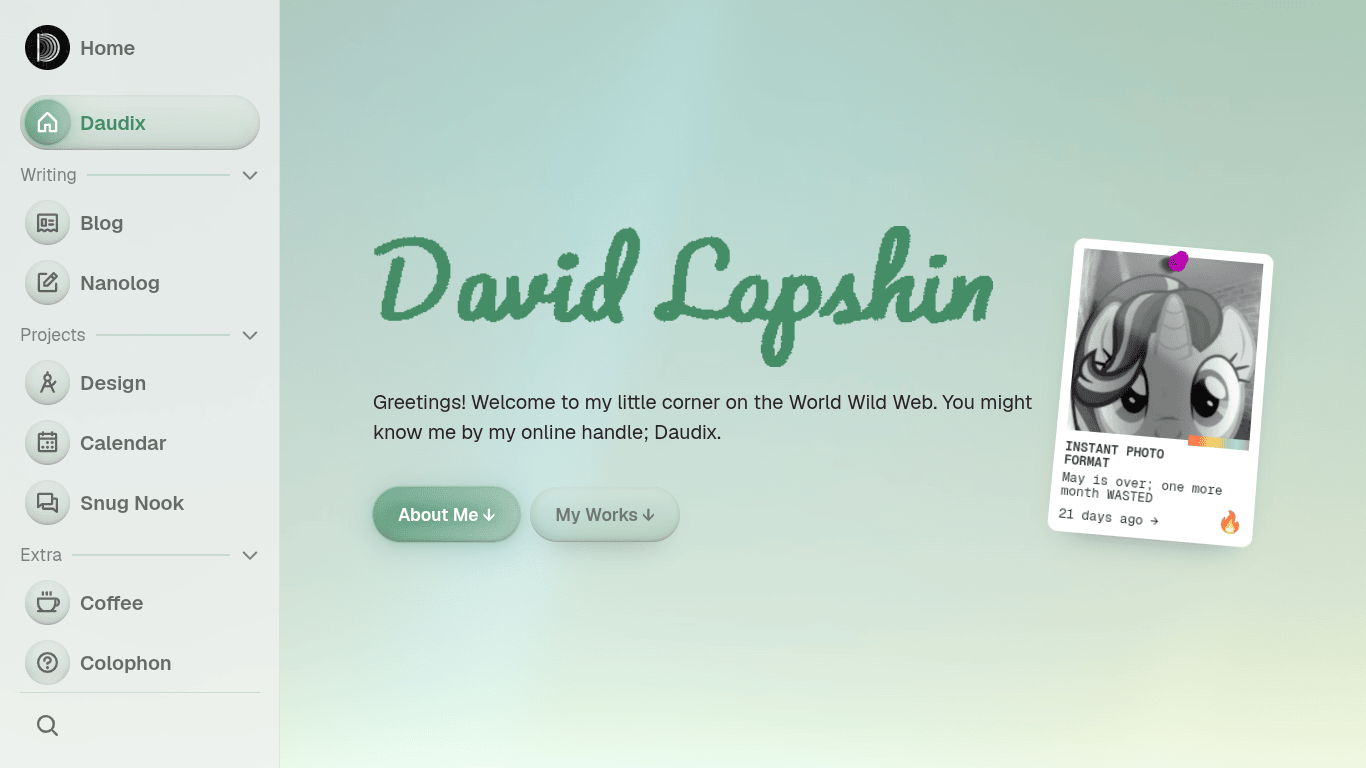 Home
Daudix
Writing
Blog
Nanolog
Projects
Design
Calendar
Snug Nook
Extra
Coffee
Colophon
David Lapshin
Greetings! Welcome to my little corner on the World Wild Web. You might
know me by my online handle; Daudix.
About Me ↓
My Works ↓
INSTANT PHOTO
FORMAT
May is over; one more
month WASTED
21 days ago →